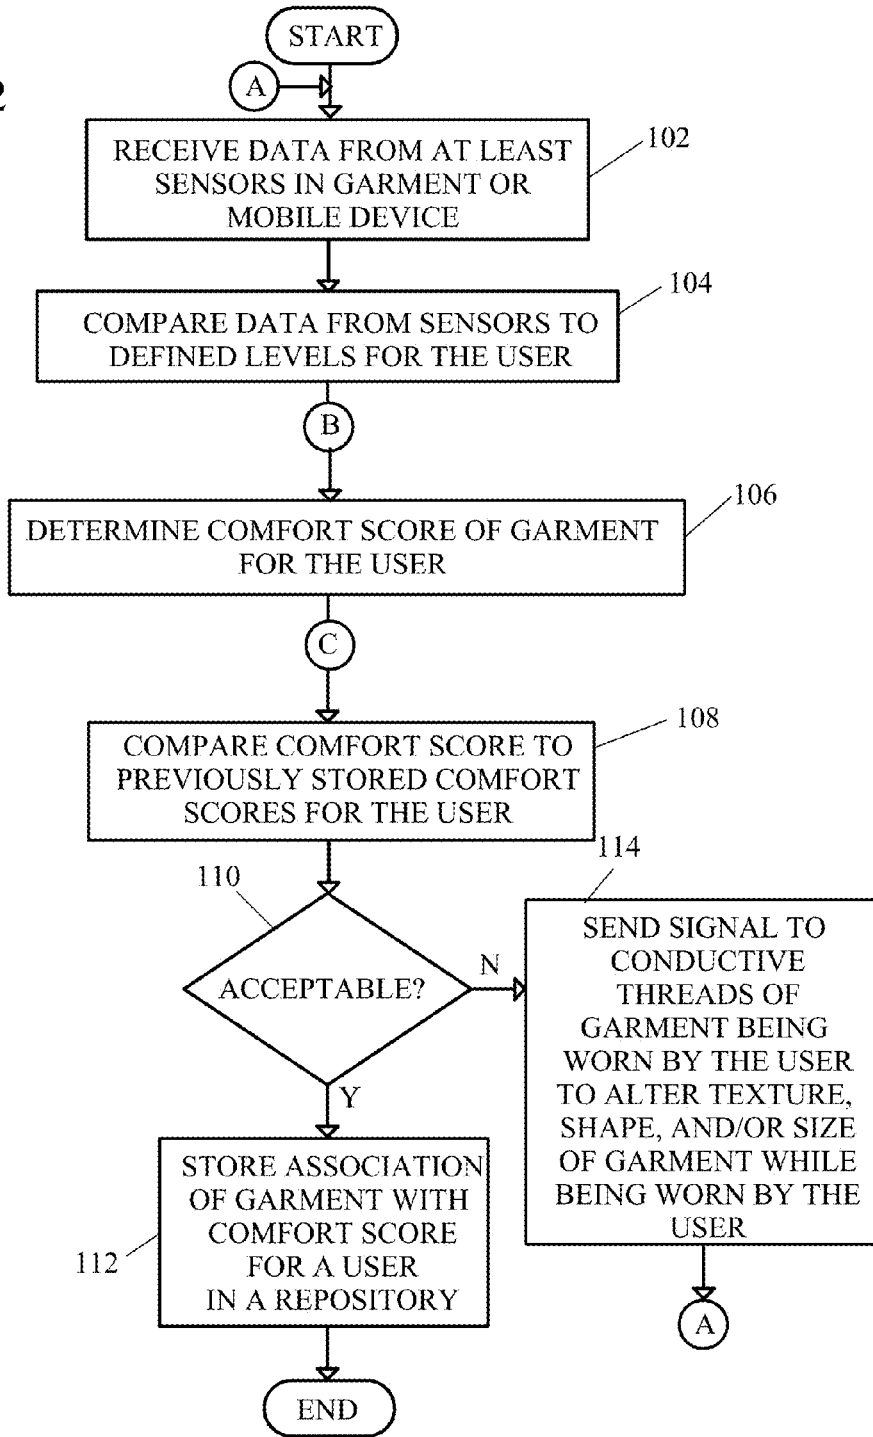 START
A
2
RECEIVE DATA FROM AT LEAST
SENSORS IN GARMENT OR
MOBILE DEVICE
102
COMPARE DATA FROM SENSORS TO
DEFINED LEVELS FOR THE USER
104
B
DETERMINE COMFORT SCORE OF GARMENT
FOR THE USER
106
C
COMPARE COMFORT SCORE TO
PREVIOUSLY STORED COMFORT
SCORES FOR THE USER
108
110
ACCEPTABLE?
N
Y
114
SEND SIGNAL TO
CONDUCTIVE
THREADS OF
GARMENT BEING
WORN BY THE USER
TO ALTER TEXTURE,
SHAPE, AND/OR SIZE
OF GARMENT WHILE
BEING WORN BY THE
USER
A
STORE ASSOCIATION
OF GARMENT WITH
COMFORT SCORE
FOR A USER
IN A REPOSITORY
112
END